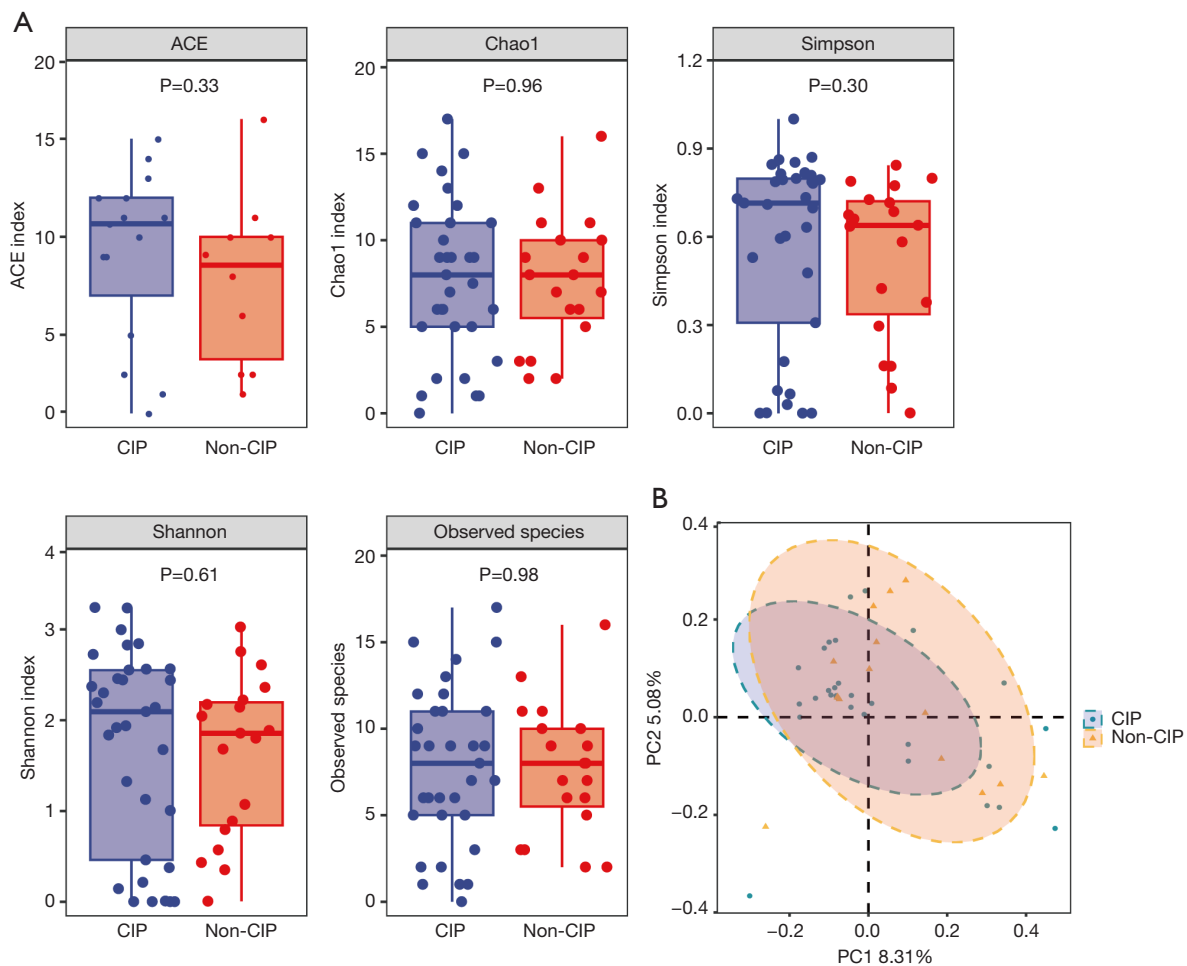 A
ACE
P=0.33
ACE index
20
15
10
5
0
CIP Non-CIP
Chao1
P=0.96
Chao1 index
20
15
10
5
0
CIP Non-CIP
Simpson
P=0.30
Simpson index
1.2
0.9
0.6
0.3
0.0
CIP Non-CIP
Shannon
P=0.61
Shannon index
4
3
2
1
0
CIP Non-CIP
Observed species
P=0.98
Observed species
20
15
10
5
0
CIP Non-CIP
B
PC2 5.08%
0.4
0.2
0.0
−0.2
−0.4
−0.2 0.0 0.2 0.4
PC1 8.31%
CIP
Non-CIP